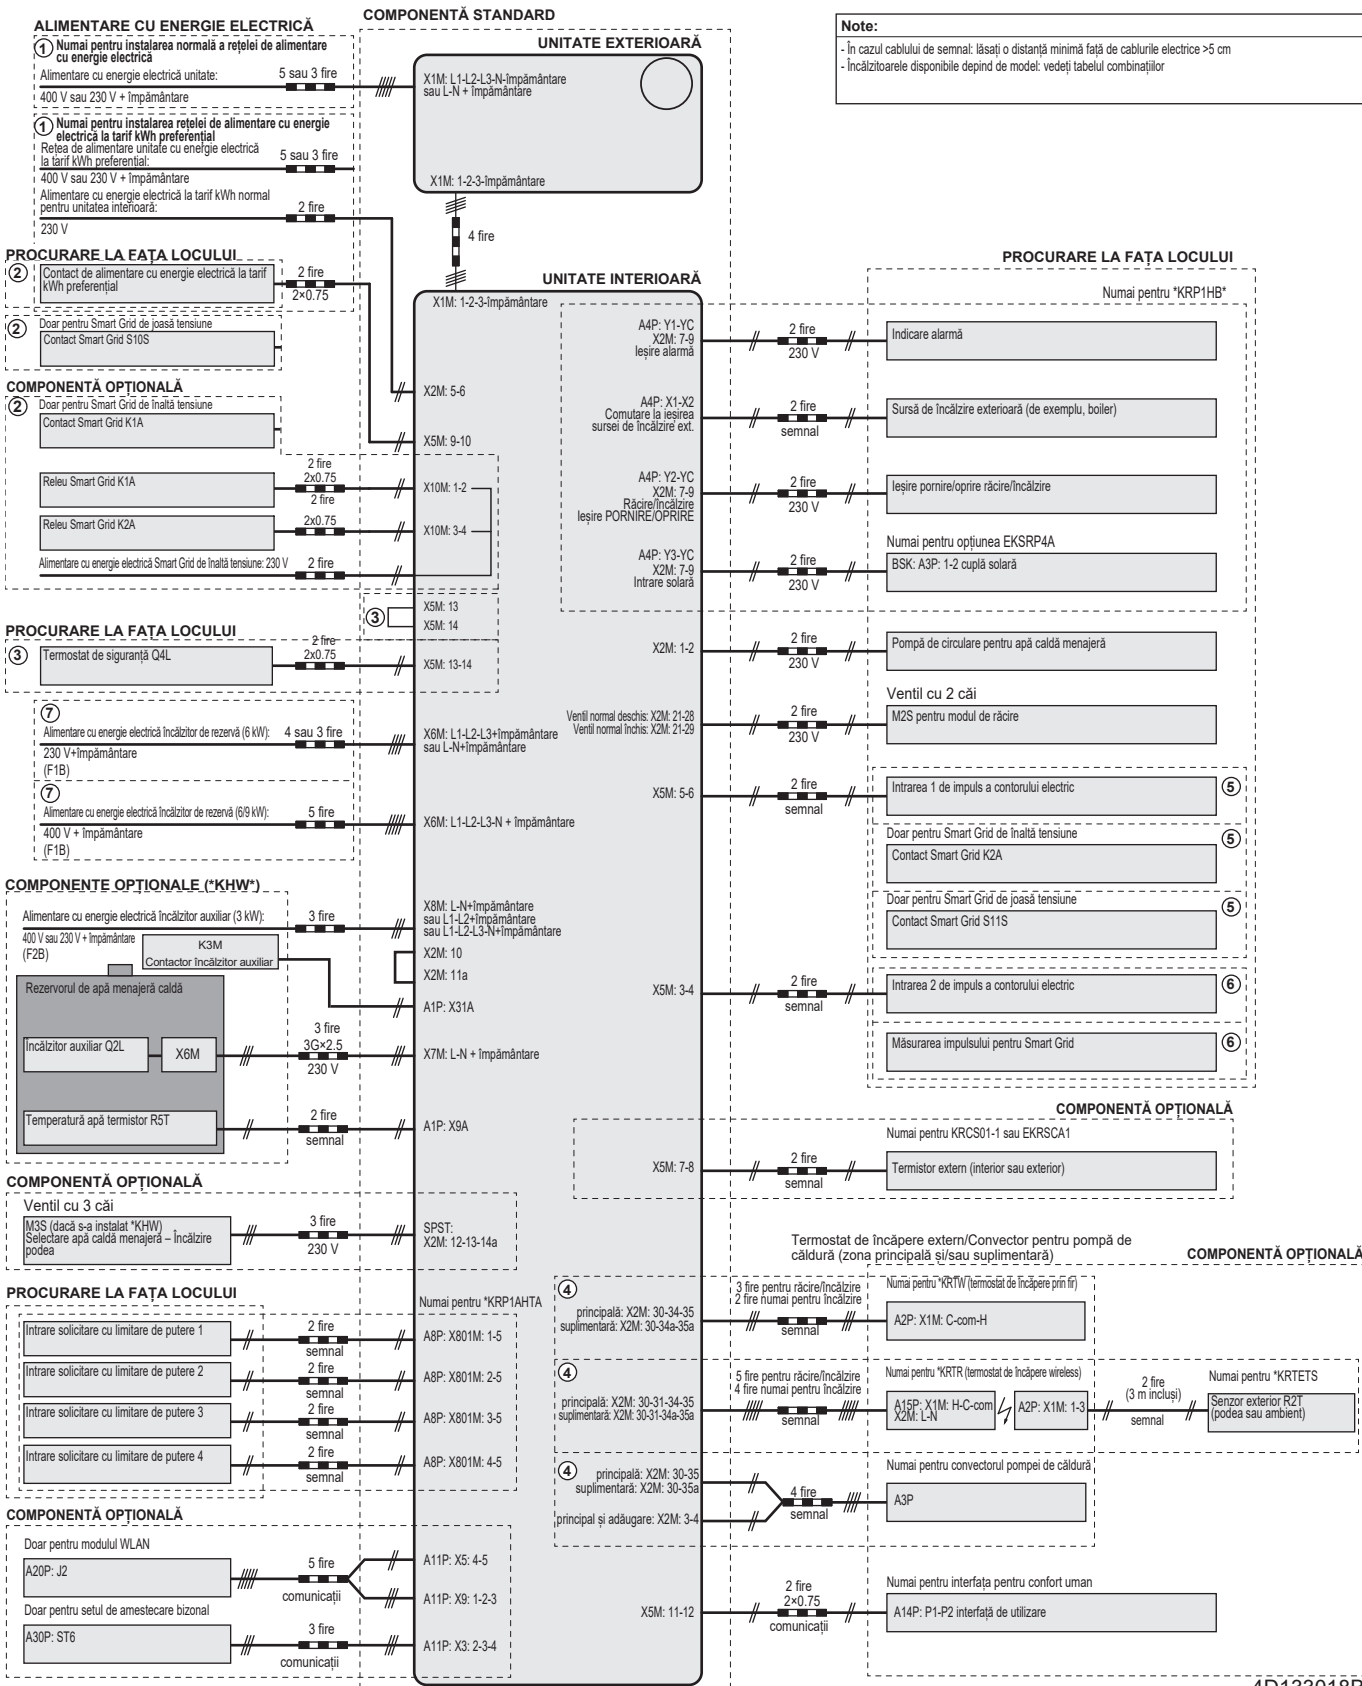 ALIMENTARE CU ENERGIE ELECTRICĂ
1 Numai pentru instalarea normală a rețelei de alimentare
cu energie electrică
Alimentare cu energie electrică unitate:
5 sau 3 fire
400 V sau 230 V + împământare
1 Numai pentru instalarea rețelei de alimentare cu energie
electrică la tarif kWh preferențial
Rețea de alimentare unitate cu energie electrică
la tarif kWh preferențial:
5 sau 3 fire
400 V sau 230 V + împământare
Alimentare cu energie electrică la tarif kWh normal
pentru unitatea interioară:
2 fire
230 V
PROCURARE LA FAȚA LOCULUI
2
Contact de alimentare cu energie electrică la tarif
kWh preferențial
2 fire
2×0.75
2
Doar pentru Smart Grid de joasă tensiune
Contact Smart Grid S10S
COMPONENTĂ OPȚIONALĂ
2
Doar pentru Smart Grid de înaltă tensiune
Contact Smart Grid K1A
Releu Smart Grid K1A
2 fire
2x0.75
Releu Smart Grid K2A
2 fire
2x0.75
Alimentare cu energie electrică Smart Grid de înaltă tensiune: 230 V
2 fire
PROCURARE LA FAȚA LOCULUI
3
Termostat de siguranță Q4L
2 fire
2x0.75
7
Alimentare cu energie electrică încălzitor de rezervă (6 kW):
4 sau 3 fire
230 V+împământare
(F1B)
7
Alimentare cu energie electrică încălzitor de rezervă (6/9 kW):
5 fire
400 V + împământare
(F1B)
COMPONENTE OPȚIONALE (*KHW*)
Alimentare cu energie electrică încălzitor auxiliar (3 kW):
3 fire
400 V sau 230 V + împământare
(F2B)
K3M
Contactor încălzitor auxiliar
Rezervorul de apă menajeră caldă
Încălzitor auxiliar Q2L
X6M
3 fire
3G×2.5
230 V
Temperatură apă termistor R5T
2 fire
semnal
COMPONENTĂ OPȚIONALĂ
Ventil cu 3 căi
M3S (dacă s-a instalat *KHW)
Selectare apă caldă menajeră – Încălzire
podea
3 fire
230 V
PROCURARE LA FAȚA LOCULUI
Intrare solicitare cu limitare de putere 1
2 fire
semnal
Intrare solicitare cu limitare de putere 2
2 fire
semnal
Intrare solicitare cu limitare de putere 3
2 fire
semnal
Intrare solicitare cu limitare de putere 4
2 fire
semnal
COMPONENTĂ OPȚIONALĂ
Doar pentru modulul WLAN
A20P: J2
5 fire
comunicații
Doar pentru setul de amestecare bizonal
A30P: ST6
3 fire
comunicații
COMPONENTĂ STANDARD
UNITATE EXTERIOARĂ
X1M: L1-L2-L3-N-împământare
sau L-N + împământare
X1M: 1-2-3-împământare
4 fire
UNITATE INTERIOARĂ
X1M: 1-2-3-împământare
X2M: 5-6
X5M: 9-10
X10M: 1-2
X10M: 3-4
3
X5M: 13
X5M: 14
X5M: 13-14
X6M: L1-L2-L3+împământare
sau L-N+împământare
X6M: L1-L2-L3-N + împământare
X8M: L-N+împământare
sau L1-L2+împământare
sau L1-L2-L3-N+împământare
X2M: 10
X2M: 11a
A1P: X31A
X7M: L-N + împământare
A1P: X9A
SPST:
X2M: 12-13-14a
Numai pentru *KRP1AHTA
A8P: X801M: 1-5
A8P: X801M: 2-5
A8P: X801M: 3-5
A8P: X801M: 4-5
A11P: X5: 4-5
A11P: X9: 1-2-3
A11P: X3: 2-3-4
Note:
- În cazul cablului de semnal: lăsați o distanță minimă față de cablurile electrice >5 cm
- Încălzitoarele disponibile depind de model: vedeți tabelul combinațiilor
PROCURARE LA FAȚA LOCULUI
Numai pentru *KRP1HB*
A4P: Y1-YC
X2M: 7-9
Ieșire alarmă
2 fire
230 V
Indicare alarmă
A4P: X1-X2
Comutare la ieșirea
sursei de încălzire ext.
2 fire
semnal
Sursă de încălzire exterioară (de exemplu, boiler)
A4P: Y2-YC
X2M: 7-9
Răcire/încălzire
Ieșire PORNIRE/OPRIRE
2 fire
230 V
Ieșire pornire/oprire răcire/încălzire
Numai pentru opțiunea EKSRP4A
A4P: Y3-YC
X2M: 7-9
Intrare solară
2 fire
230 V
BSK: A3P: 1-2 cuplă solară
X2M: 1-2
2 fire
230 V
Pompă de circulare pentru apă caldă menajeră
Ventil cu 2 căi
Ventil normal deschis: X2M: 21-28
Ventil normal închis: X2M: 21-29
2 fire
230 V
M2S pentru modul de răcire
X5M: 5-6
2 fire
semnal
Intrarea 1 de impuls a contorului electric
5
Doar pentru Smart Grid de înaltă tensiune
Contact Smart Grid K2A
5
Doar pentru Smart Grid de joasă tensiune
Contact Smart Grid S11S
5
X5M: 3-4
2 fire
semnal
Intrarea 2 de impuls a contorului electric
6
Măsurarea impulsului pentru Smart Grid
6
COMPONENTĂ OPȚIONALĂ
Numai pentru KRCS01-1 sau EKRSCA1
X5M: 7-8
2 fire
semnal
Termistor extern (interior sau exterior)
Termostat de încăpere extern/Convector pentru pompă de
căldură (zona principală și/sau suplimentară)
COMPONENTĂ OPȚIONALĂ
4
principală: X2M: 30-34-35
suplimentară: X2M: 30-34a-35a
3 fire pentru răcire/încălzire
2 fire numai pentru încălzire
semnal
Numai pentru *KRTW (termostat de încăpere prin fir)
A2P: X1M: C-com-H
4
principală: X2M: 30-31-34-35
suplimentară: X2M: 30-31-34a-35a
5 fire pentru răcire/încălzire
4 fire numai pentru încălzire
semnal
Numai pentru *KRTR (termostat de încăpere wireless)
A15P: X1M: H-C-com
X2M: L-N
A2P: X1M: 1-3
2 fire
(3 m incluși)
semnal
Numai pentru *KRTETS
Senzor exterior R2T
(podea sau ambient)
4
principală: X2M: 30-35
suplimentară: X2M: 30-35a
principal și adăugare: X2M: 3-4
4 fire
semnal
Numai pentru convectorul pompei de căldură
A3P
X5M: 11-12
2 fire
2×0.75
comunicații
Numai pentru interfața pentru confort uman
A14P: P1-P2 interfață de utilizare